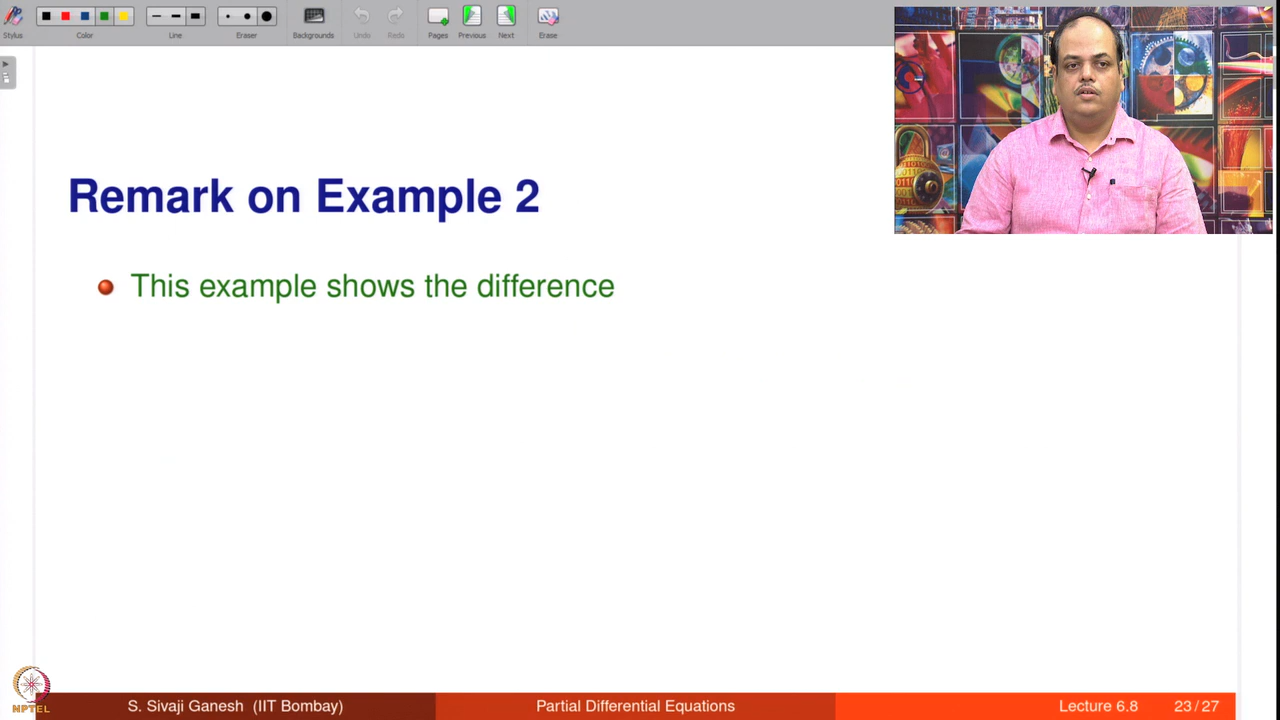 Stylus
Color
Line
Eraser
Backgrounds
Undo
Redo
Pages
Previous
Next
Erase
Remark on Example 2
This example shows the difference
NPTEL
S. Sivaji Ganesh (IIT Bombay)
Partial Differential Equations
Lecture 6.8
23 / 27